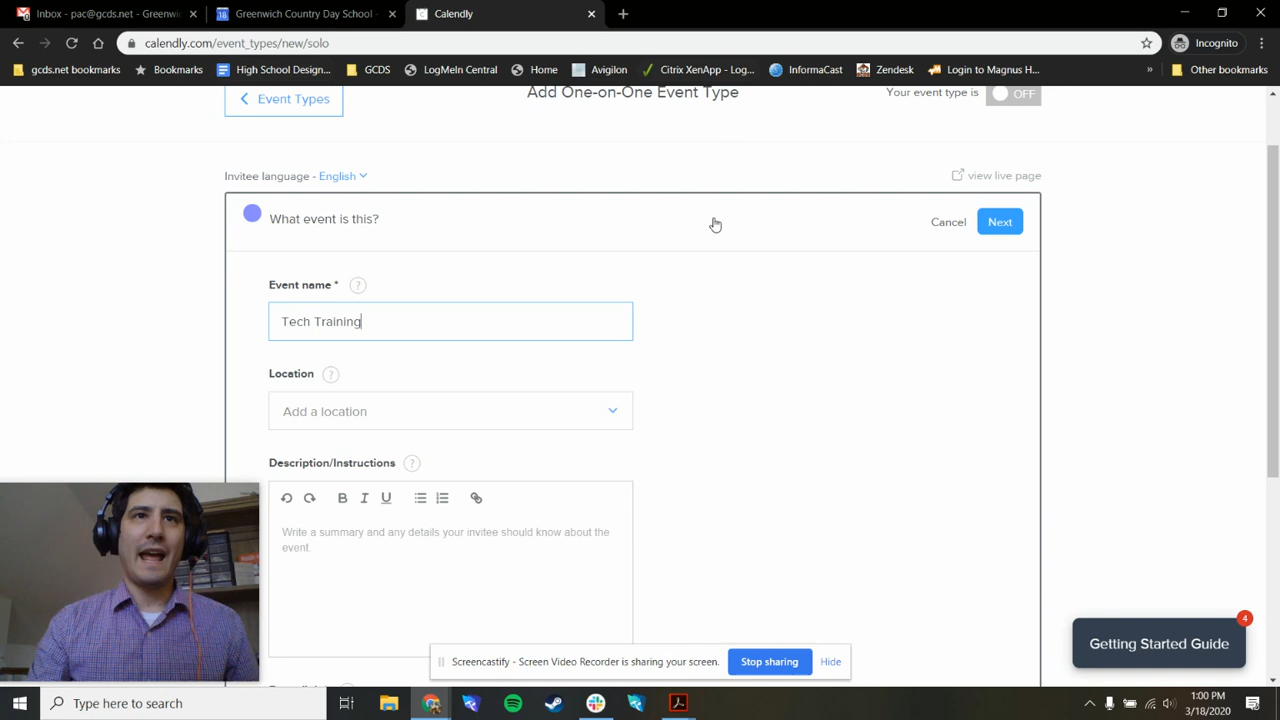 Inbox - pac@gcds.net - Greenwic
Greenwich Country Day School -
Calendly
calendly.com/event_types/new/solo
Incognito
gcds.net bookmarks
Bookmarks
High School Design...
GCDS
LogMeIn Central
Home
Avigilon
Citrix XenApp - Log...
InformaCast
Zendesk
Login to Magnus H...
»
Other bookmarks
Event Types
Add One-on-One Event Type
Your event type is
OFF
Invitee language - English
view live page
What event is this?
Cancel
Next
Event name *
?
Tech Training
Location
?
Add a location
Description/Instructions
?
B I U
Write a summary and any details your invitee should know about the
event.
4
Getting Started Guide
Screencastify - Screen Video Recorder is sharing your screen.
Stop sharing
Hide
Type here to search
1:00 PM
3/18/2020